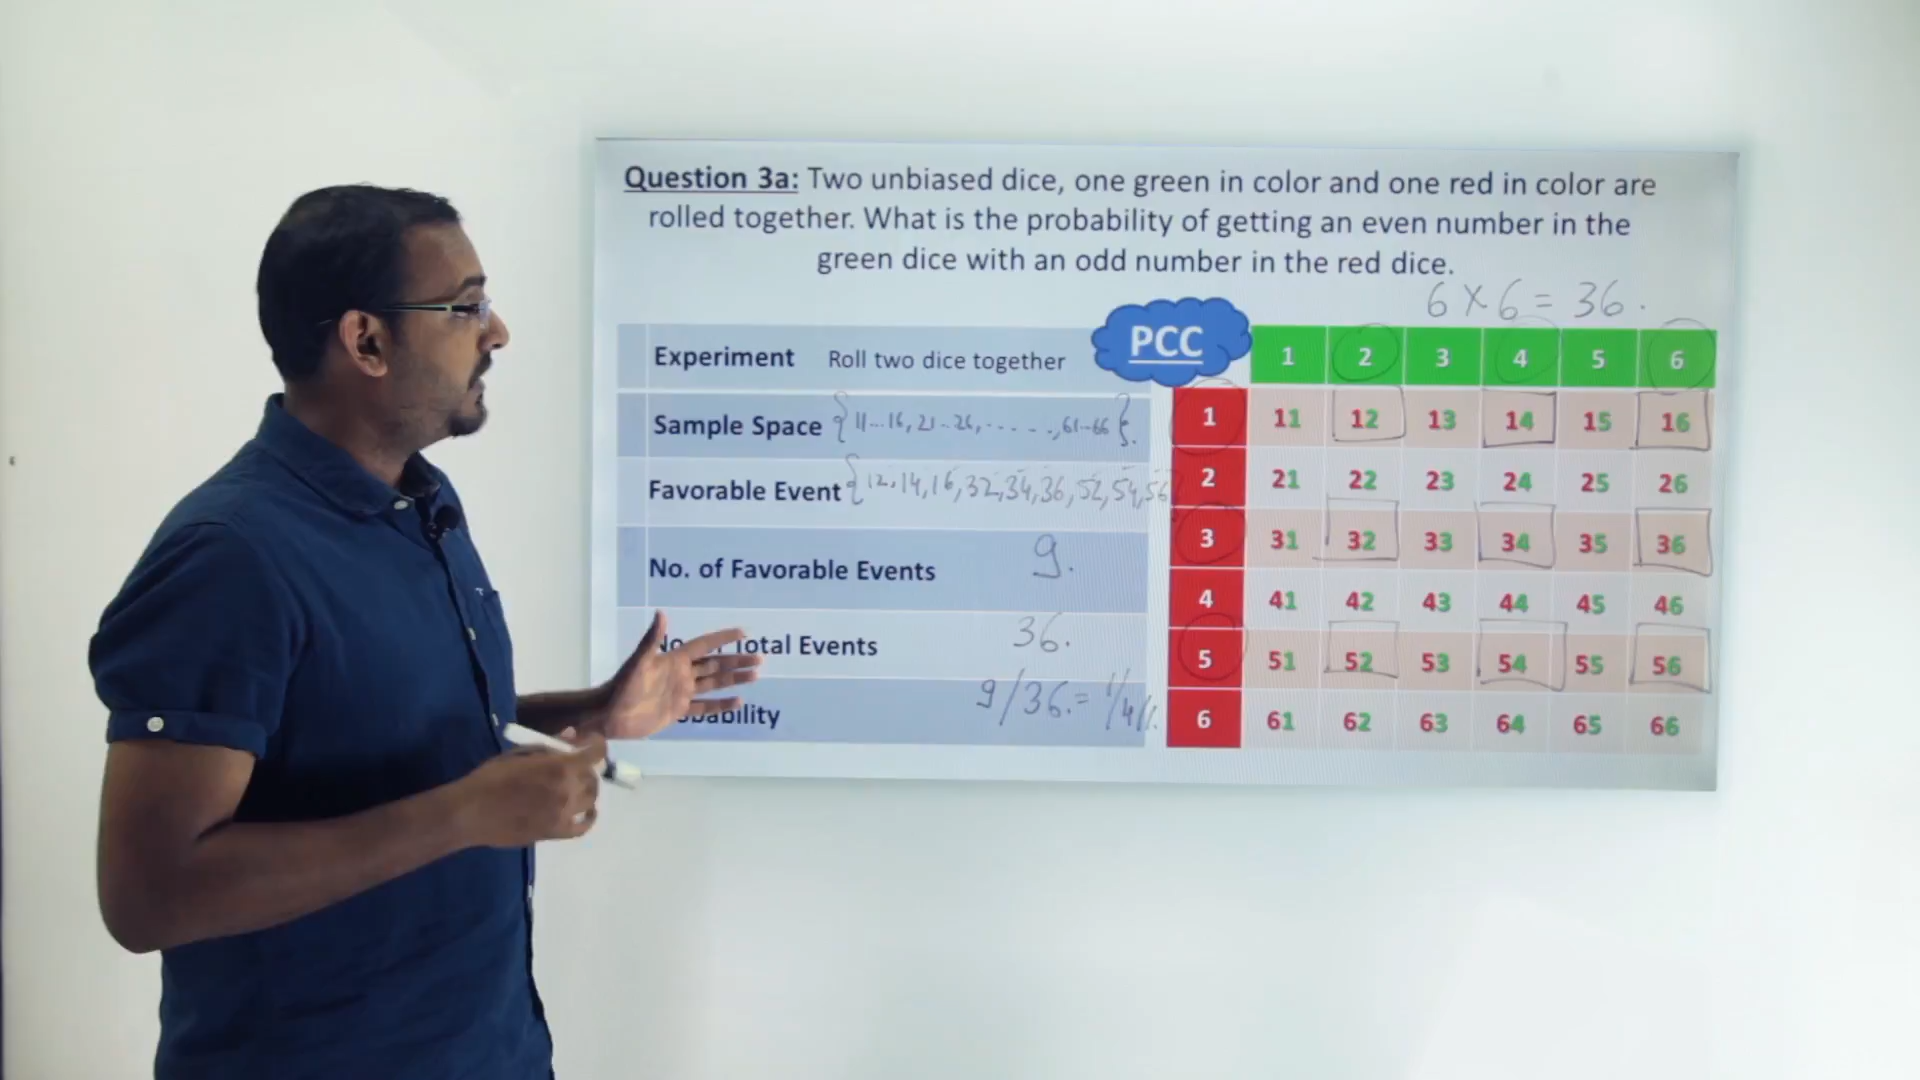 Question 3a: Two unbiased dice, one green in color and one red in color are
rolled together. What is the probability of getting an even number in the
green dice with an odd number in the red dice.
6 X 6 = 36.
PCC
Experiment Roll two dice together
Sample Space {11...16, 21..26, ......, 61..66}.
Favorable Event {12, 14, 16, 32, 34, 36, 52, 54, 56}
No. of Favorable Events 9.
Total Events 36.
9/36. = 1/4//.
1 2 3 4 5 6
1 11 12 13 14 15 16
2 21 22 23 24 25 26
3 31 32 33 34 35 36
4 41 42 43 44 45 46
5 51 52 53 54 55 56
6 61 62 63 64 65 66